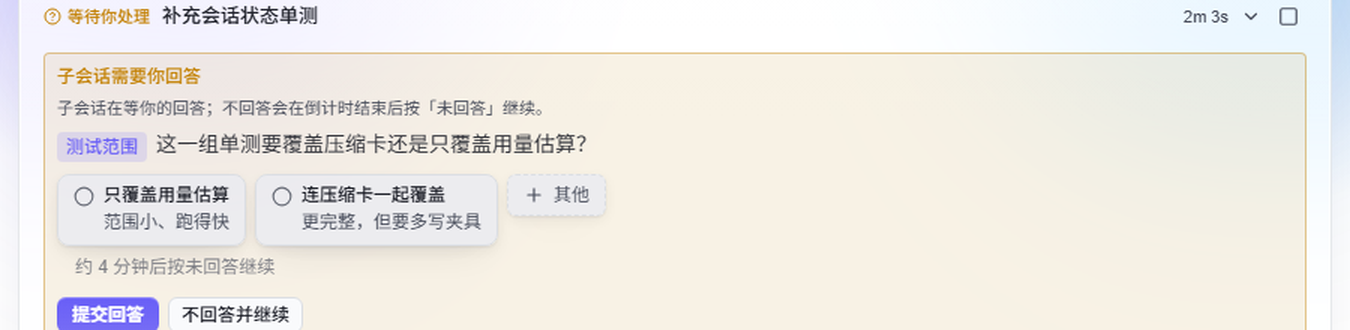 等待你处理 补充会话状态单测 2m 3s
子会话需要你回答
子会话在等你的回答；不回答会在倒计时结束后按「未回答」继续。
测试范围 这一组单测要覆盖压缩卡还是只覆盖用量估算？
只覆盖用量估算 连压缩卡一起覆盖 + 其他
范围小、跑得快 更完整，但要多写夹具
约 4 分钟后按未回答继续
提交回答 不回答并继续